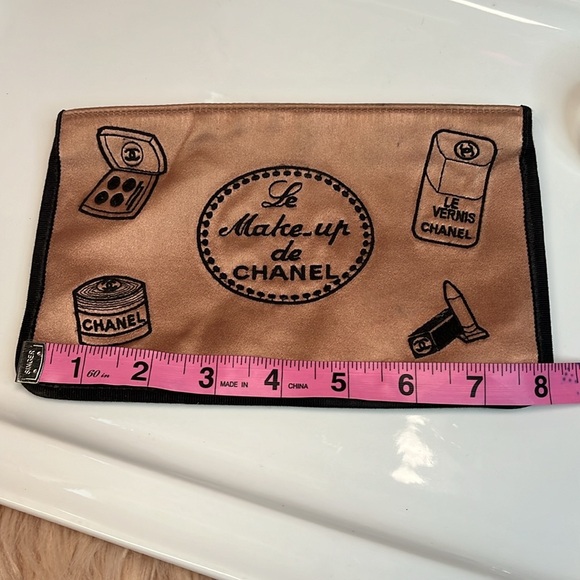 Le
Make-up
de
CHANEL
LE
VERNIS
CHANEL
CHANEL
SINGER
1 60 in 2 3 MADE IN 4 CHINA 5 6 7 8